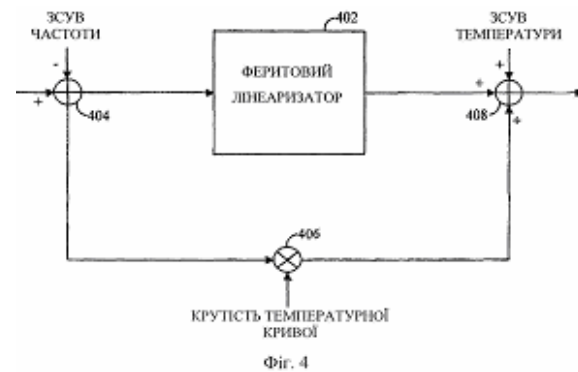 ЗСУВ
ЧАСТОТИ
402
ЗСУВ
ТЕМПЕРАТУРИ
-
+
ФЕРИТОВИЙ
ЛІНЕАРИЗАТОР
+
+
404
408
+
406
КРУТІСТЬ ТЕМПЕРАТУРНОЇ
КРИВОЇ
Фіг. 4